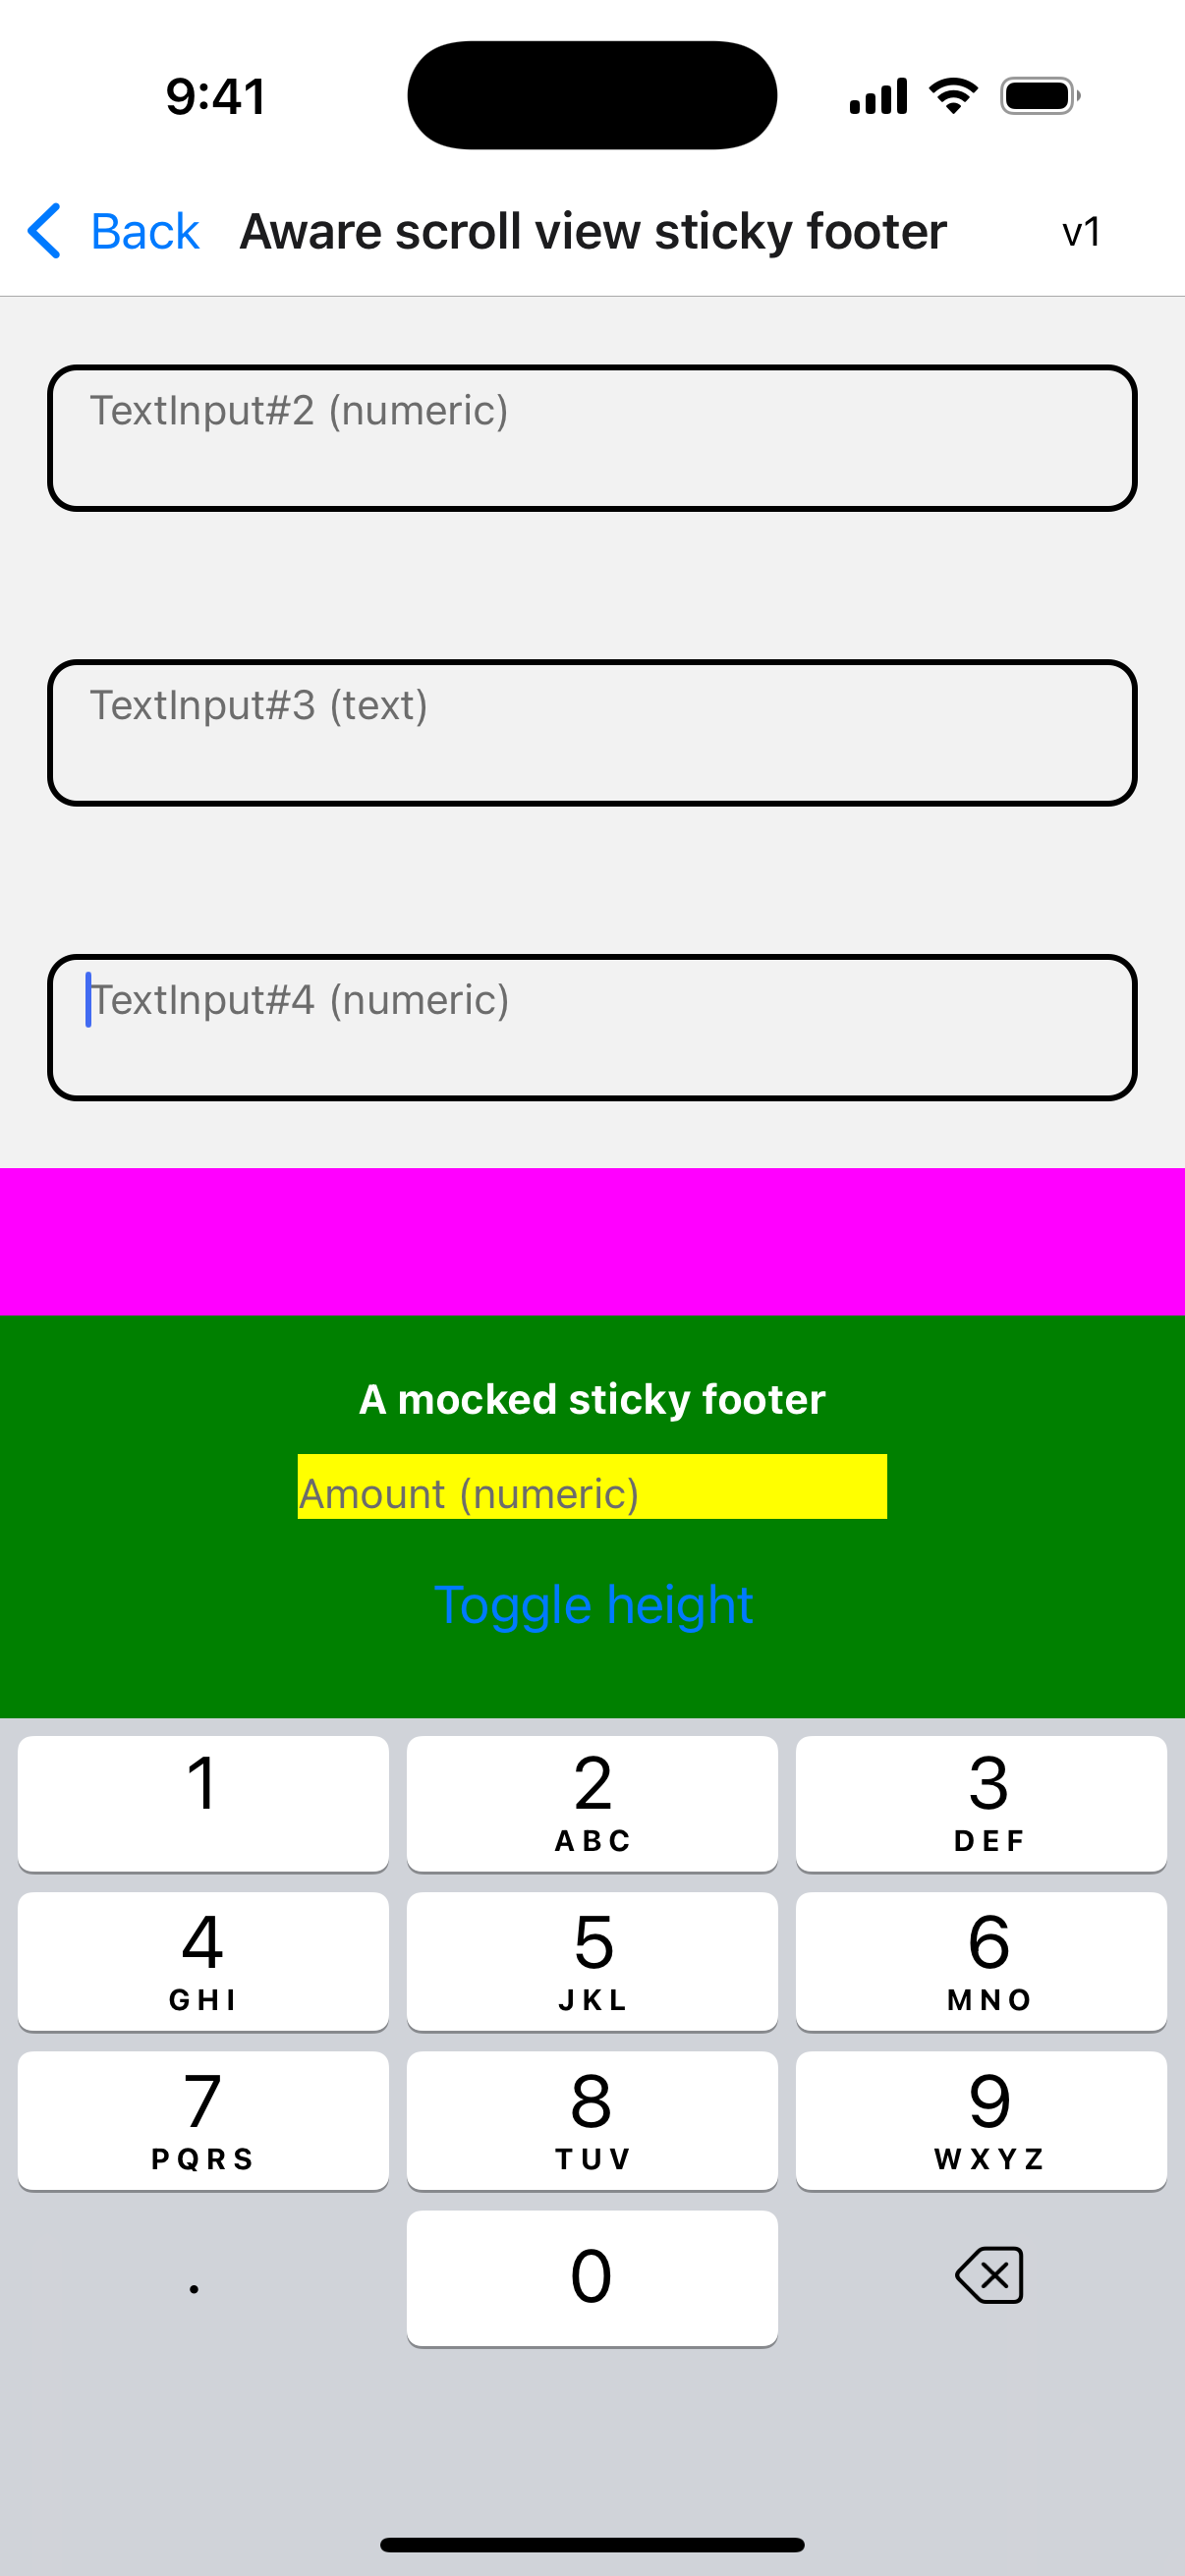 9:41
Back Aware scroll view sticky footer v1
TextInput#2 (numeric)
TextInput#3 (text)
TextInput#4 (numeric)
A mocked sticky footer
Amount (numeric)
Toggle height
1 2 3
ABC DEF
4 5 6
GHI JKL MNO
7 8 9
PQRS TUV WXYZ
. 0